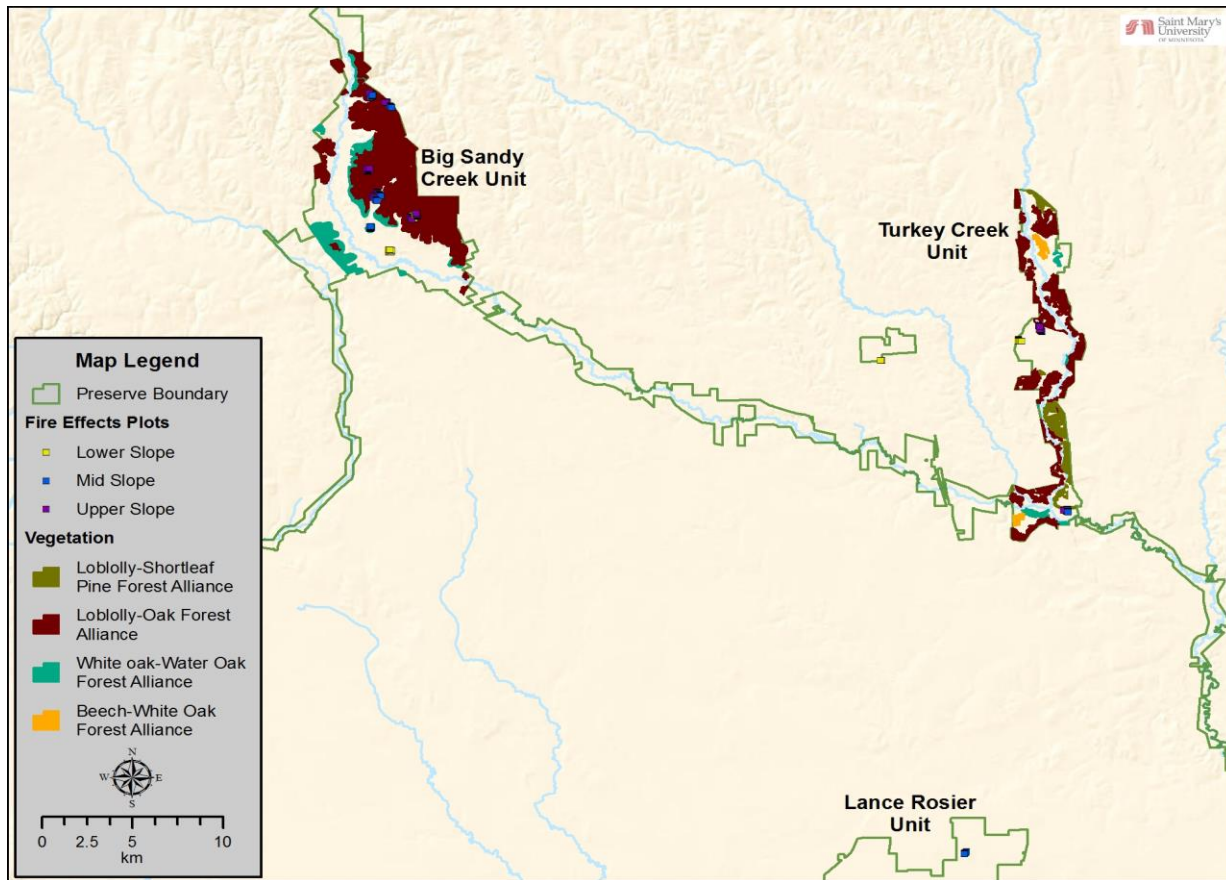 Saint Mary's
University
OF MINNESOTA
Big Sandy
Creek Unit
Turkey Creek
Unit
Map Legend
Preserve Boundary
Fire Effects Plots
Lower Slope
Mid Slope
Upper Slope
Vegetation
Loblolly-Shortleaf
Pine Forest Alliance
Loblolly-Oak Forest
Alliance
White oak-Water Oak
Forest Alliance
Beech-White Oak
Forest Alliance
N
W E
S
0 2.5 5 10
km
Lance Rosier
Unit